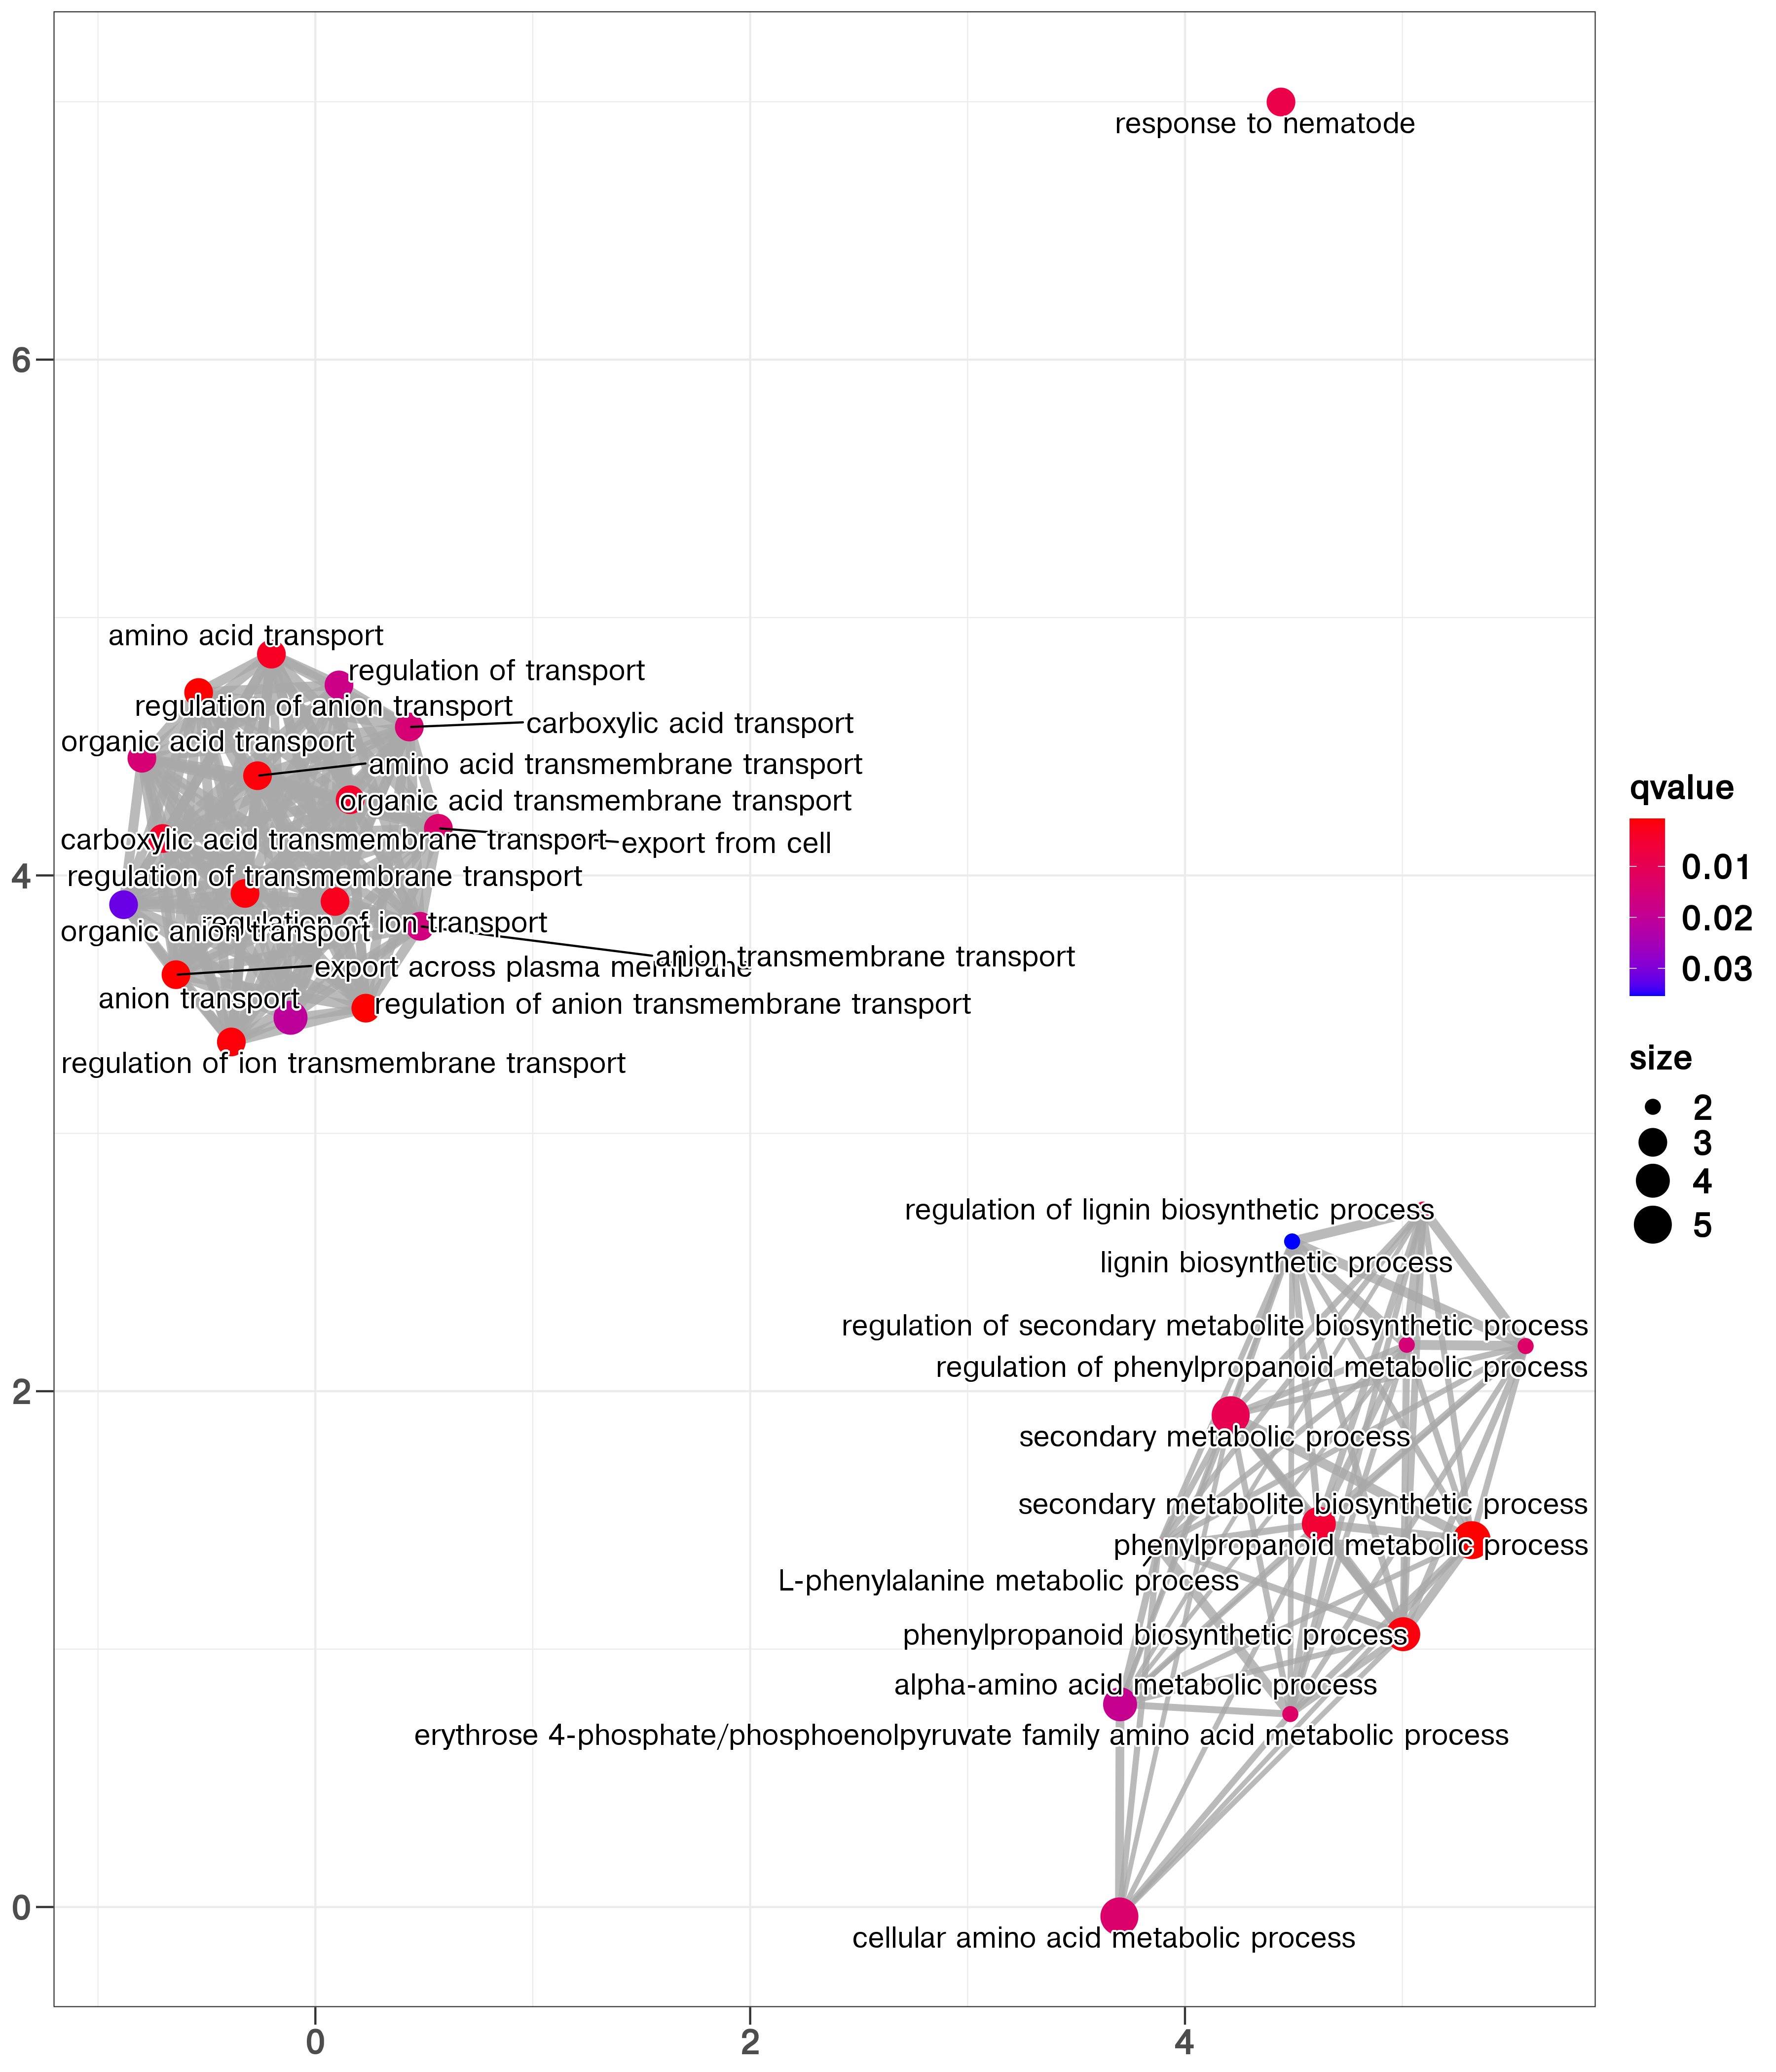 response to nematode
6
amino acid transport
regulation of transport
regulation of anion transport
carboxylic acid transport
organic acid transport
amino acid transmembrane transport
organic acid transmembrane transport
carboxylic acid transmembrane transport
export from cell
4
regulation of transmembrane transport
regulation of ion transport
organic anion transport
anion transmembrane transport
export across plasma membrane
anion transport
regulation of anion transmembrane transport
regulation of ion transmembrane transport
regulation of lignin biosynthetic process
lignin biosynthetic process
regulation of secondary metabolite biosynthetic process
regulation of phenylpropanoid metabolic process
2
secondary metabolic process
secondary metabolite biosynthetic process
phenylpropanoid metabolic process
L-phenylalanine metabolic process
phenylpropanoid biosynthetic process
alpha-amino acid metabolic process
erythrose 4-phosphate/phosphoenolpyruvate family amino acid metabolic process
0
cellular amino acid metabolic process
0 2 4
qvalue
0.01
0.02
0.03
size
2
3
4
5